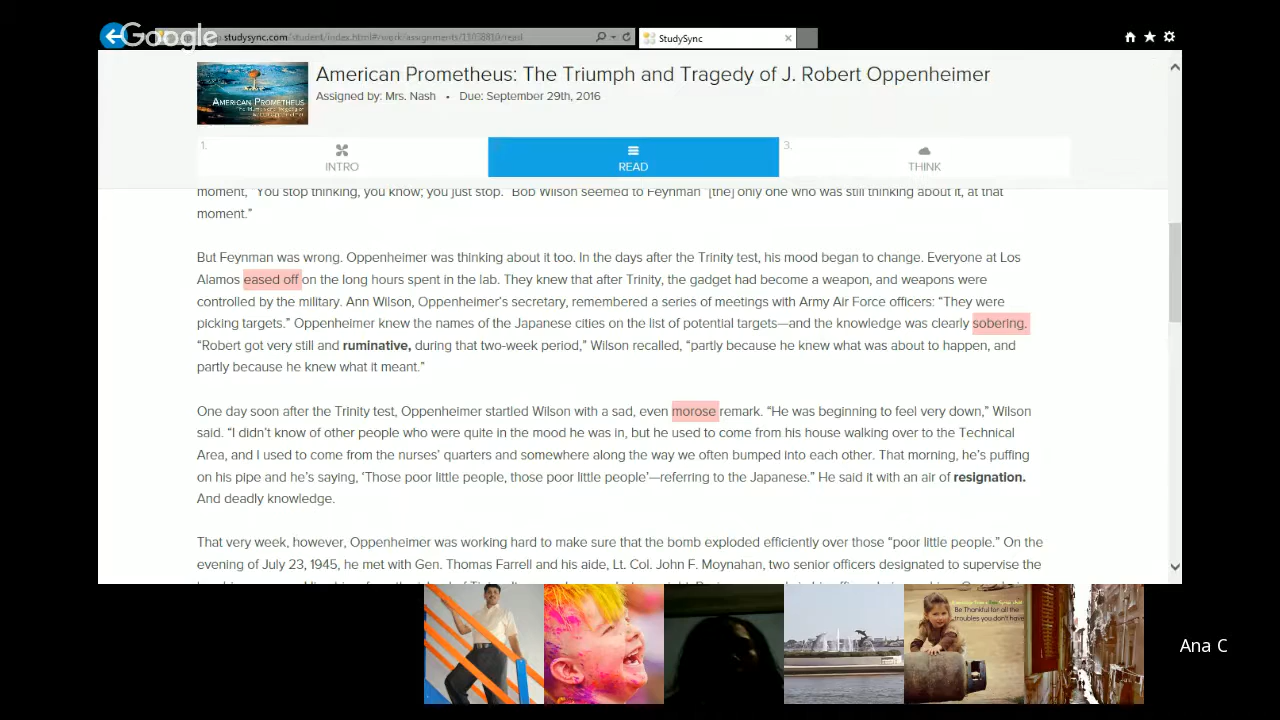 Google
studysync.com/student/index.html#/work/assignments/13098810/read
StudySync
American Prometheus: The Triumph and Tragedy of J. Robert Oppenheimer
AMERICAN PROMETHEUS
Assigned by: Mrs. Nash • Due: September 29th, 2016
1.
INTRO
READ
3.
THINK
moment, “You stop thinking, you know; you just stop.” Bob Wilson seemed to Feynman “[the] only one who was still thinking about it, at that
moment.”
But Feynman was wrong. Oppenheimer was thinking about it too. In the days after the Trinity test, his mood began to change. Everyone at Los
Alamos eased off on the long hours spent in the lab. They knew that after Trinity, the gadget had become a weapon, and weapons were
controlled by the military. Ann Wilson, Oppenheimer’s secretary, remembered a series of meetings with Army Air Force officers: “They were
picking targets.” Oppenheimer knew the names of the Japanese cities on the list of potential targets—and the knowledge was clearly sobering.
“Robert got very still and ruminative, during that two-week period,” Wilson recalled, “partly because he knew what was about to happen, and
partly because he knew what it meant.”
One day soon after the Trinity test, Oppenheimer startled Wilson with a sad, even morose remark. “He was beginning to feel very down,” Wilson
said. “I didn’t know of other people who were quite in the mood he was in, but he used to come from his house walking over to the Technical
Area, and I used to come from the nurses’ quarters and somewhere along the way we often bumped into each other. That morning, he’s puffing
on his pipe and he’s saying, ‘Those poor little people, those poor little people’—referring to the Japanese.” He said it with an air of resignation.
And deadly knowledge.
That very week, however, Oppenheimer was working hard to make sure that the bomb exploded efficiently over those “poor little people.” On the
evening of July 23, 1945, he met with Gen. Thomas Farrell and his aide, Lt. Col. John F. Moynahan, two senior officers designated to supervise the
Be Thankful for all the
troubles you don't have
Ana C